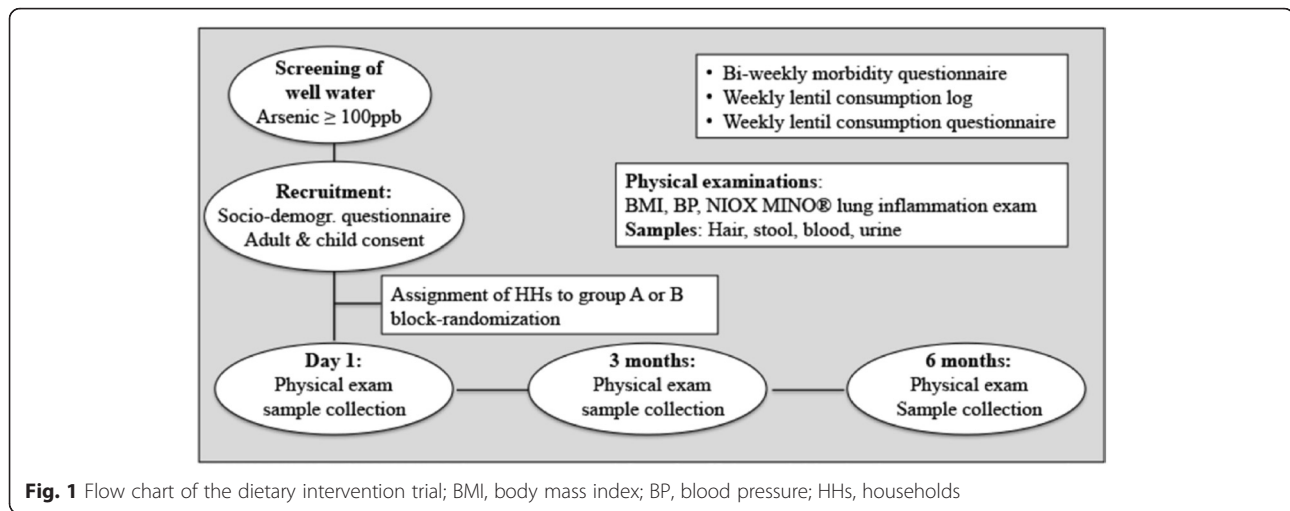 Screening of
well water
Arsenic ≥ 100ppb
• Bi-weekly morbidity questionnaire
• Weekly lentil consumption log
• Weekly lentil consumption questionnaire
Recruitment:
Socio-demogr. questionnaire
Adult & child consent
Physical examinations:
BMI, BP, NIOX MINO® lung inflammation exam
Samples: Hair, stool, blood, urine
Assignment of HHs to group A or B
block-randomization
Day 1:
Physical exam
sample collection
3 months:
Physical exam
sample collection
6 months:
Physical exam
Sample collection
Fig. 1 Flow chart of the dietary intervention trial; BMI, body mass index; BP, blood pressure; HHs, households